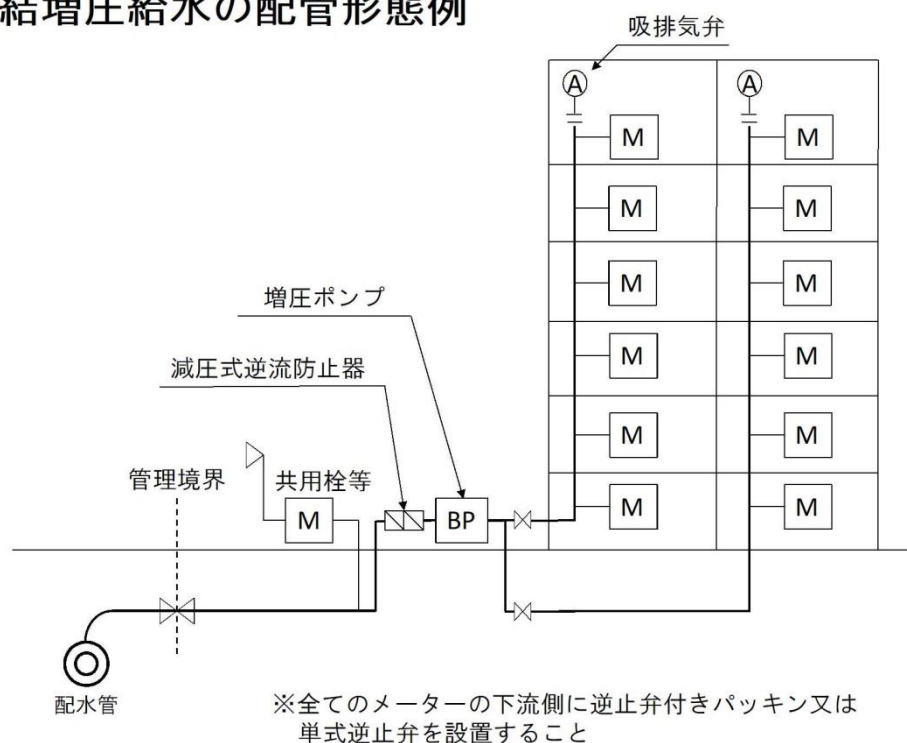 結増圧給水の配管形態例
吸排気弁
A
A
M
M
M
M
増圧ポンプ
M
M
減圧式逆流防止器
M
M
管理境界
共用栓等
M
M
M
BP
M
M
配水管
※全てのメーターの下流側に逆止弁付きパッキン又は
単式逆止弁を設置すること